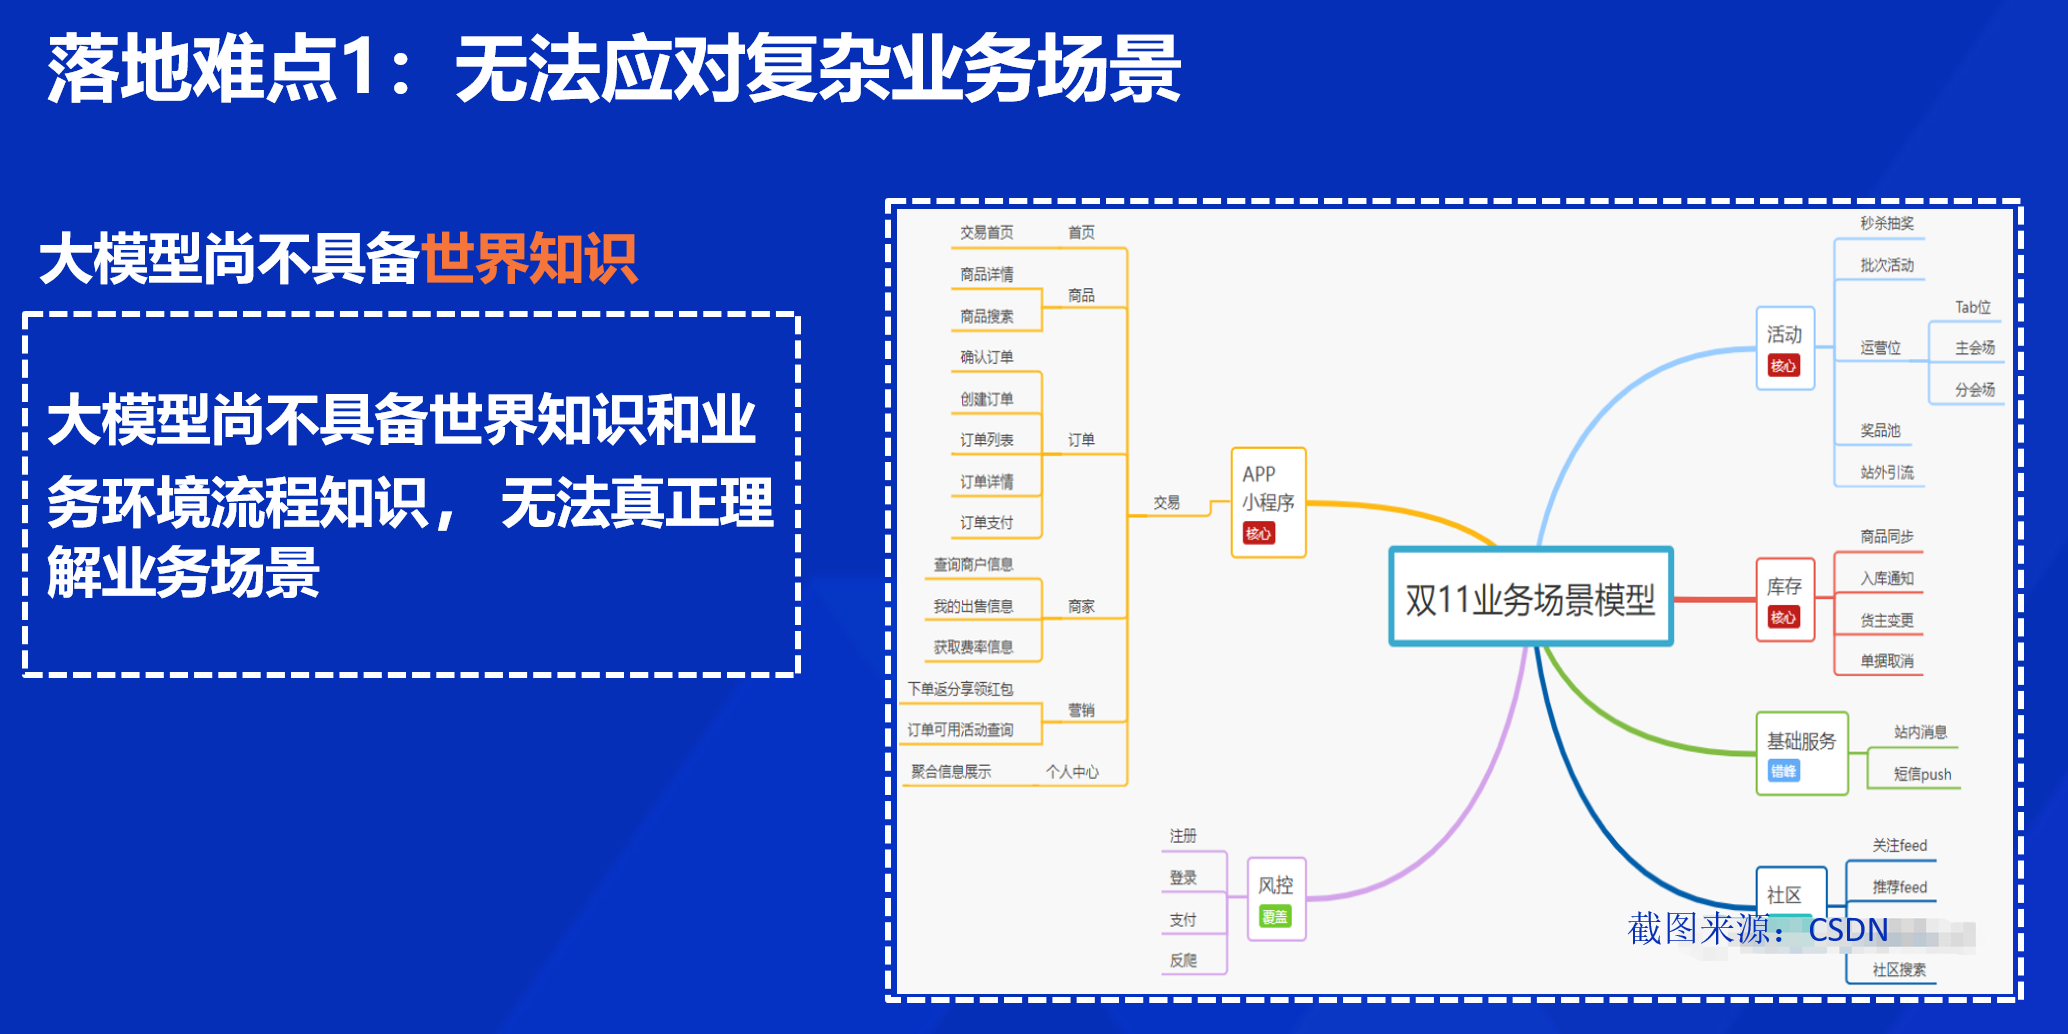 落地难点1：无法应对复杂业务场景
大模型尚不具备世界知识
大模型尚不具备世界知识和业
务环境流程知识， 无法真正理
解业务场景
交易首页
首页
商品详情
商品
商品搜索
确认订单
创建订单
订单列表
订单
订单详情
订单支付
查询商户信息
我的出售信息
商家
获取费率信息
下单返分享领红包
营销
订单可用活动查询
聚合信息展示
个人中心
交易
APP
小程序
核心
注册
登录
支付
反爬
风控
覆盖
双11业务场景模型
活动
核心
秒杀抽奖
批次活动
运营位
Tab位
主会场
分会场
奖品池
站外引流
库存
核心
商品同步
入库通知
货主变更
单据取消
基础服务
错峰
站内消息
短信push
社区
关注feed
推荐feed
社区搜索
截图来源：CSDN